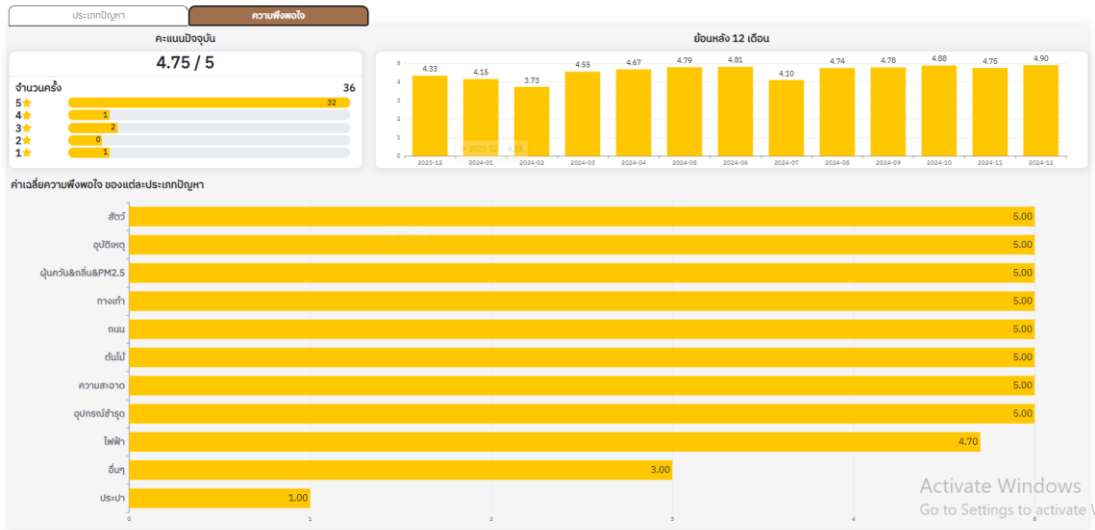 ประเภทปัญหา
ความพึงพอใจ
คะแนนปัจจุบัน
4.75 / 5
จำนวนครั้ง 36
5 32
4 1
3 2
2 0
1 1
ย้อนหลัง 12 เดือน
5
4
3
2
1
0
4.33 4.15 3.73 4.55 4.67 4.79 4.81 4.10 4.74 4.78 4.88 4.75 4.90
2023-12 4.33
2023-12 2024-01 2024-02 2024-03 2024-04 2024-05 2024-06 2024-07 2024-08 2024-09 2024-10 2024-11 2024-12
ค่าเฉลี่ยความพึงพอใจ ของแต่ละประเภทปัญหา
สัตว์ 5.00
อุบัติเหตุ 5.00
ฝุ่นควัน&กลิ่น&PM2.5 5.00
ทางเท้า 5.00
ถนน 5.00
ต้นไม้ 5.00
ความสะอาด 5.00
อุปกรณ์ชำรุด 5.00
ไฟฟ้า 4.70
อื่นๆ 3.00
ประปา 1.00
0 1 2 3 4 5
Activate Windows
Go to Settings to activate